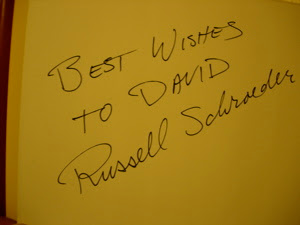 BEST WISHES
TO DAVID
Russell Schroeder